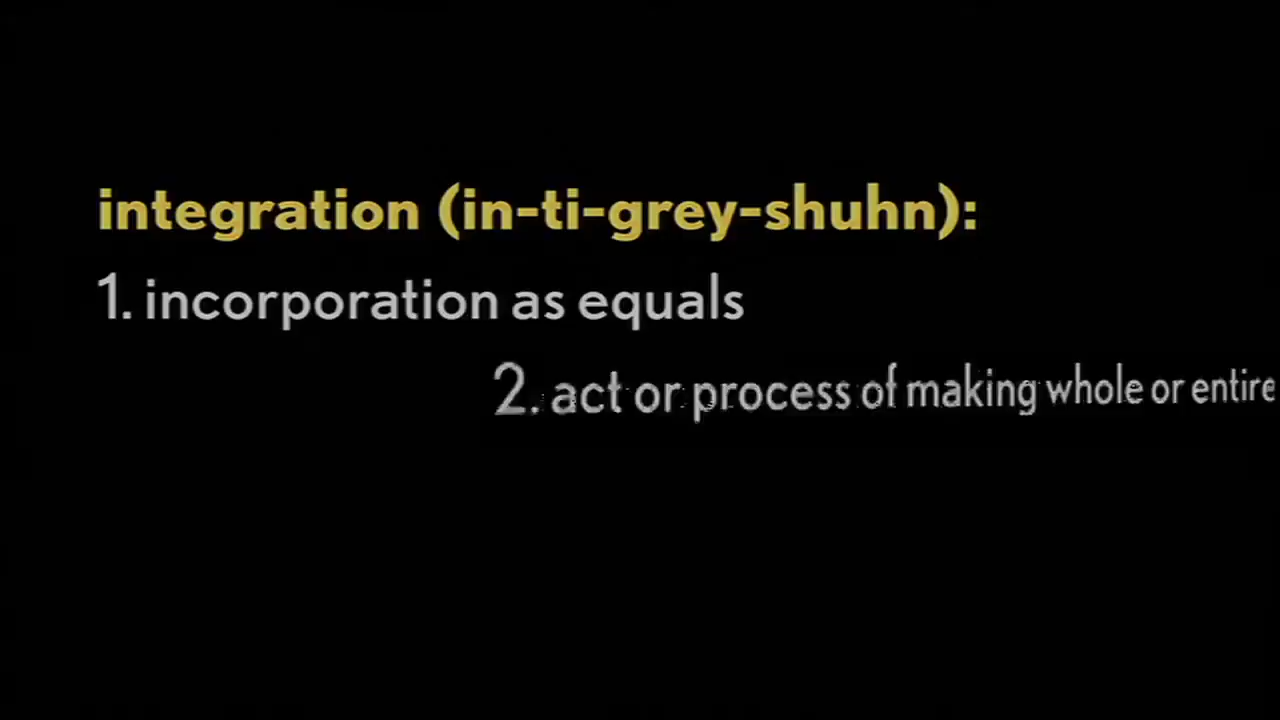 integration (in-ti-grey-shuhn):
1. incorporation as equals
2. act or process of making whole or entire